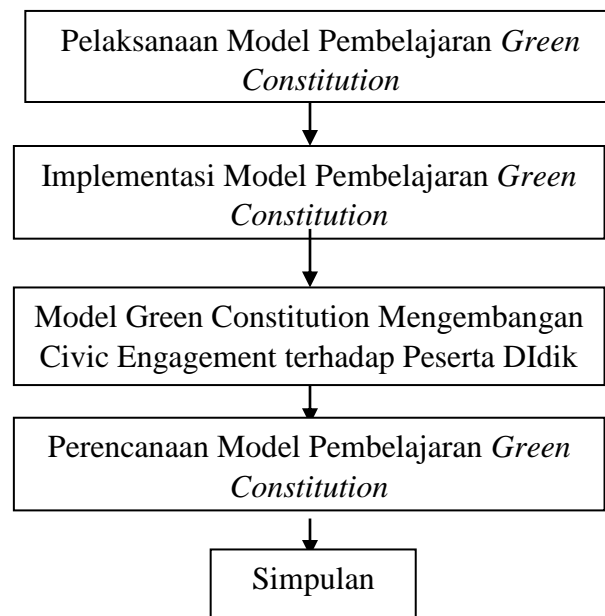 Pelaksanaan Model Pembelajaran Green
Constitution
Implementasi Model Pembelajaran Green
Constitution
Model Green Constitution Mengembangan
Civic Engagement terhadap Peserta DIdik
Perencanaan Model Pembelajaran Green
Constitution
Simpulan